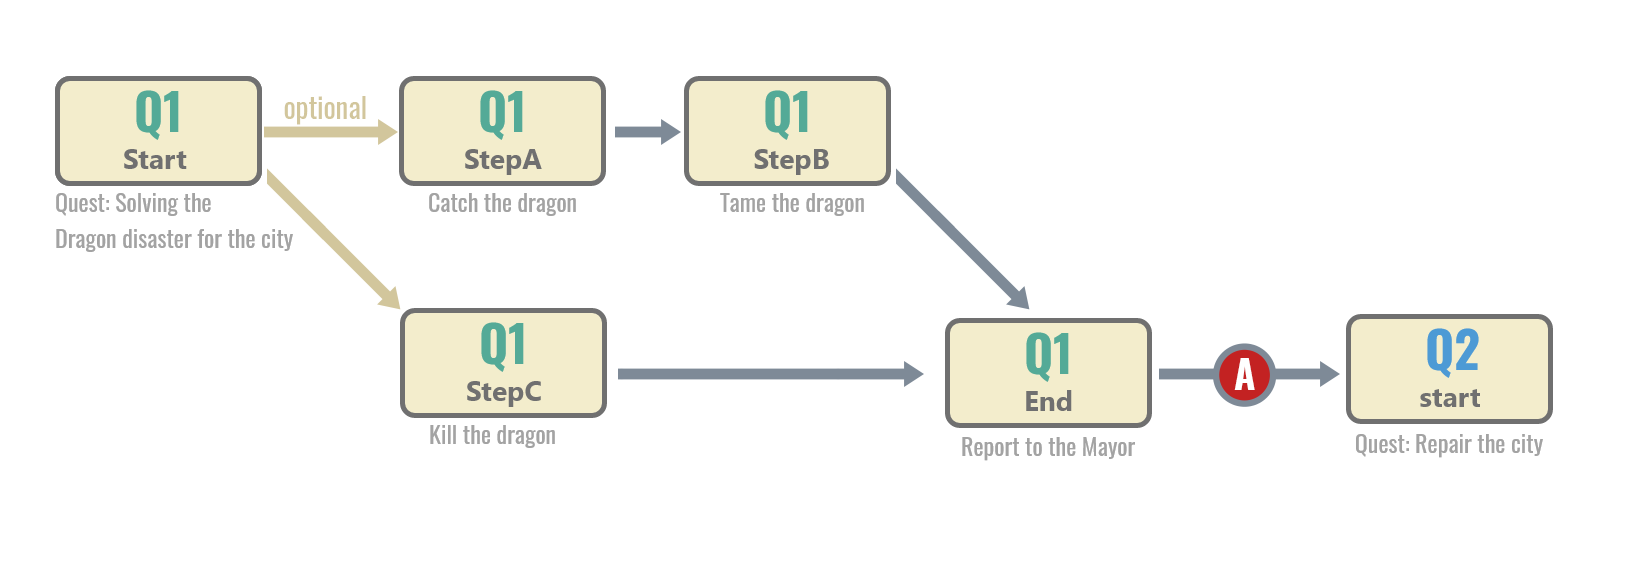 Q1
Start
Quest: Solving the
Dragon disaster for the city
optional
Q1
StepA
Catch the dragon
Q1
StepB
Tame the dragon
Q1
StepC
Kill the dragon
Q1
End
Report to the Mayor
A
Q2
start
Quest: Repair the city